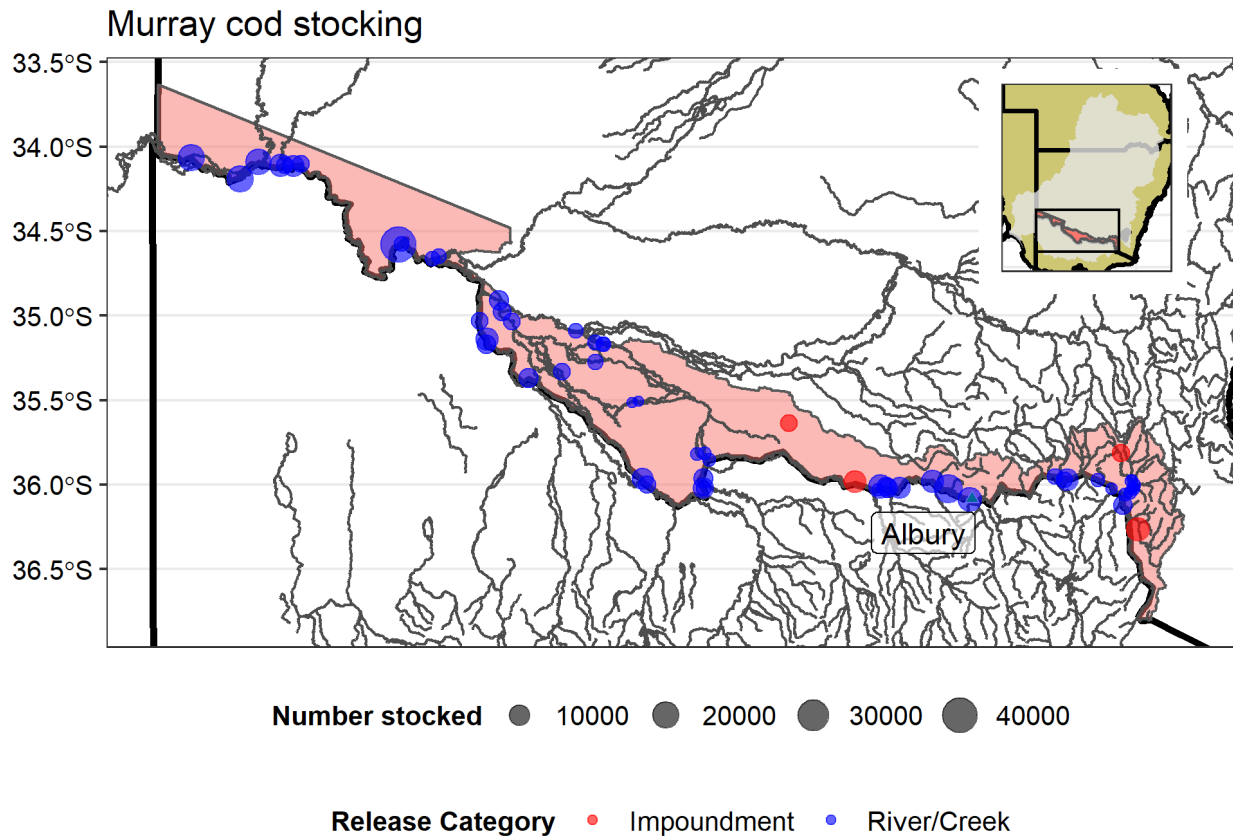 Murray cod stocking
33.5°S
34.0°S
34.5°S
35.0°S
35.5°S
36.0°S
36.5°S
Albury
Number stocked 10000 20000 30000 40000
Release Category Impoundment River/Creek